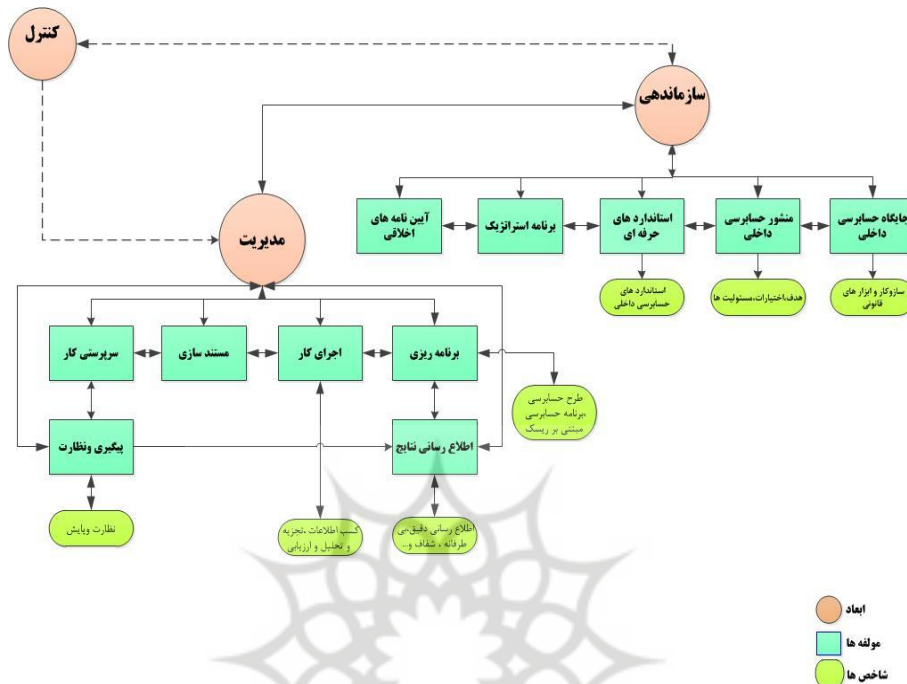 کنترل
سازماندهی
مدیریت
جایگاه حسابرسی
داخلی
منشور حسابرسی
داخلی
استاندارد های
حرفه ای
برنامه استراتژیک
آیین نامه های
اخلاقی
سازوکار و ابزار های
قانونی
هدف،اختیارات،مسئولیت ها
استاندارد های
حسابرسی داخلی
برنامه ریزی
اجرای کار
مستند سازی
سرپرستی کار
طرح حسابرسی
،برنامه حسابرسی
مبتنی بر ریسک
اطلاع رسانی نتایج
پیگیری ونظارت
اطلاع رسانی دقیق،بی
طرفانه ، شفاف و...
کسب اطلاعات ،تجزیه
و تحلیل و ارزیابی
نظارت وپایش
ابعاد
مولفه ها
شاخص ها